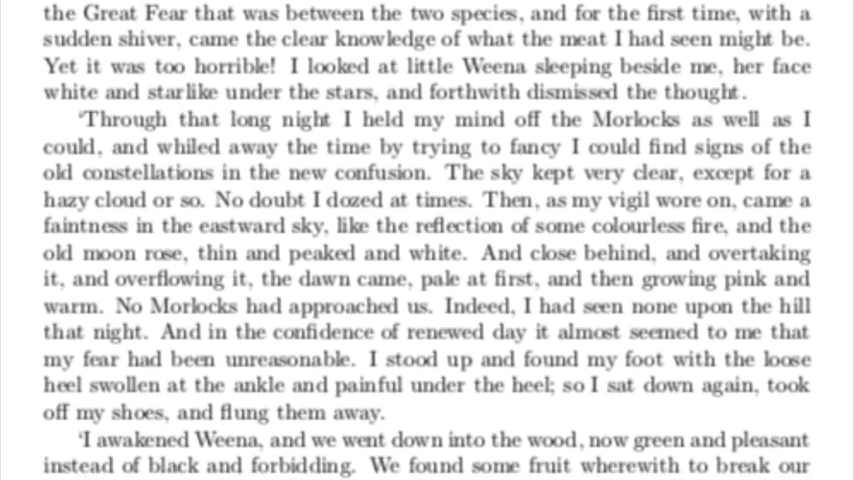 the Great Fear that was between the two species, and for the first time, with a
sudden shiver, came the clear knowledge of what the meat I had seen might be.
Yet it was too horrible! I looked at little Weena sleeping beside me, her face
white and starlike under the stars, and forthwith dismissed the thought.
‘Through that long night I held my mind off the Morlocks as well as I
could, and whiled away the time by trying to fancy I could find signs of the
old constellations in the new confusion. The sky kept very clear, except for a
hazy cloud or so. No doubt I dozed at times. Then, as my vigil wore on, came a
faintness in the eastward sky, like the reflection of some colourless fire, and the
old moon rose, thin and peaked and white. And close behind, and overtaking
it, and overflowing it, the dawn came, pale at first, and then growing pink and
warm. No Morlocks had approached us. Indeed, I had seen none upon the hill
that night. And in the confidence of renewed day it almost seemed to me that
my fear had been unreasonable. I stood up and found my foot with the loose
heel swollen at the ankle and painful under the heel; so I sat down again, took
off my shoes, and flung them away.
‘I awakened Weena, and we went down into the wood, now green and pleasant
instead of black and forbidding. We found some fruit wherewith to break our